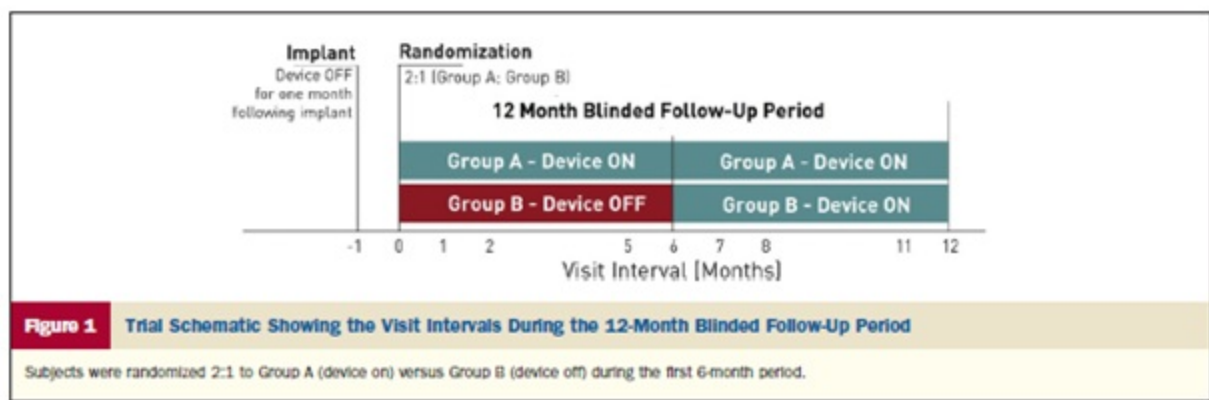 Implant
Device OFF
for one month
following implant
Randomization
2:1 (Group A: Group B)
12 Month Blinded Follow-Up Period
Group A - Device ON
Group A - Device ON
Group B - Device OFF
Group B - Device ON
-1 0 1 2 5 6 7 8 11 12
Visit Interval (Months)
Figure 1 Trial Schematic Showing the Visit Intervals During the 12-Month Blinded Follow-Up Period
Subjects were randomized 2:1 to Group A (device on) versus Group B (device off) during the first 6-month period.